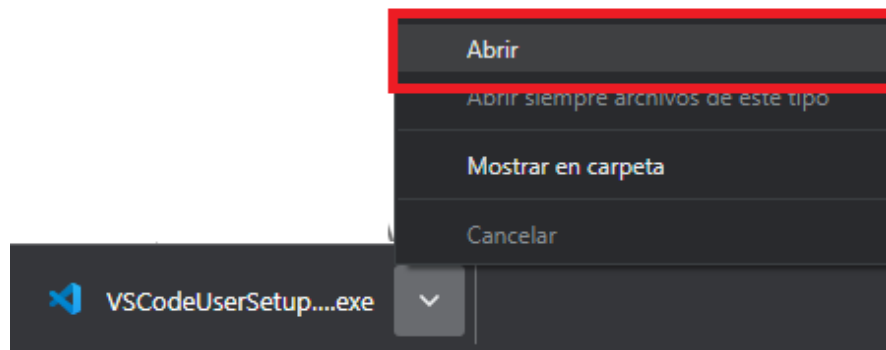 Abrir
Abrir siempre archivos de este tipo
Mostrar en carpeta
Cancelar
VSCodeUserSetup....exe